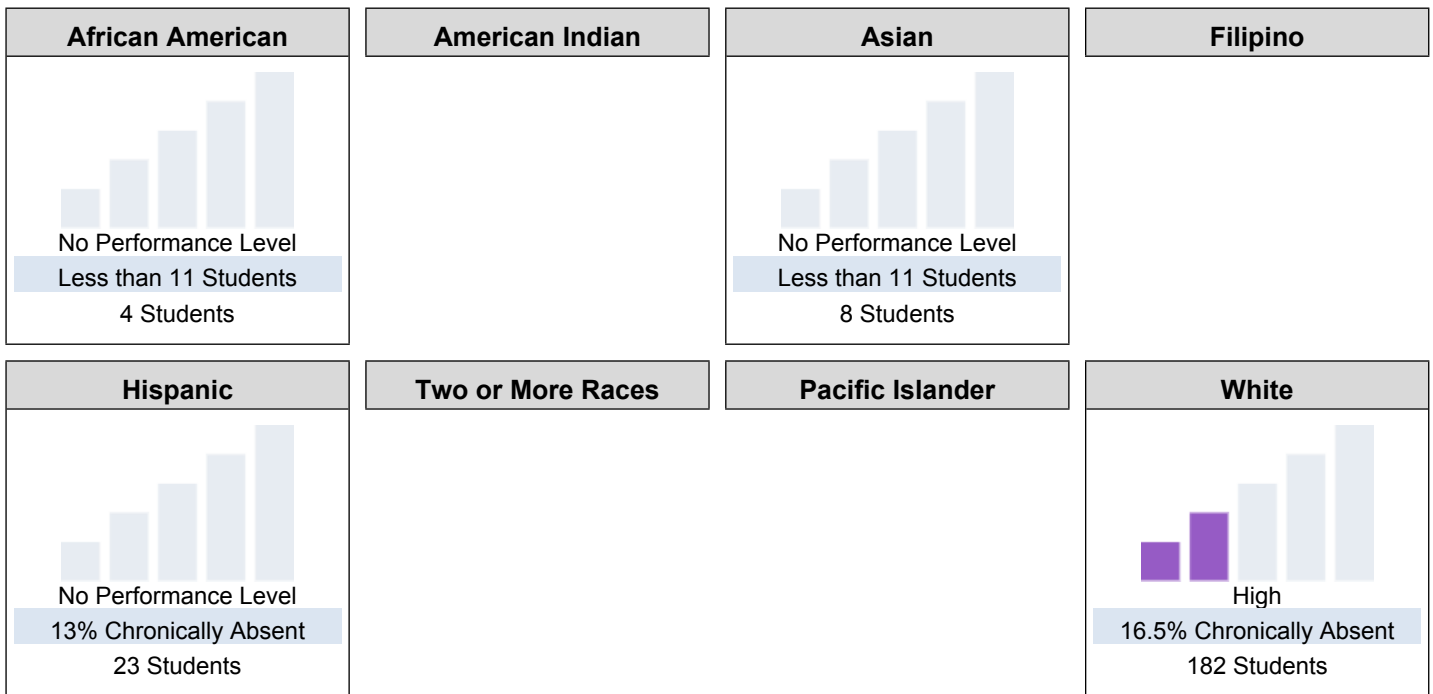 African American
No Performance Level
Less than 11 Students
4 Students
American Indian
Asian
No Performance Level
Less than 11 Students
8 Students
Filipino
Hispanic
No Performance Level
13% Chronically Absent
23 Students
Two or More Races
Pacific Islander
White
High
16.5% Chronically Absent
182 Students